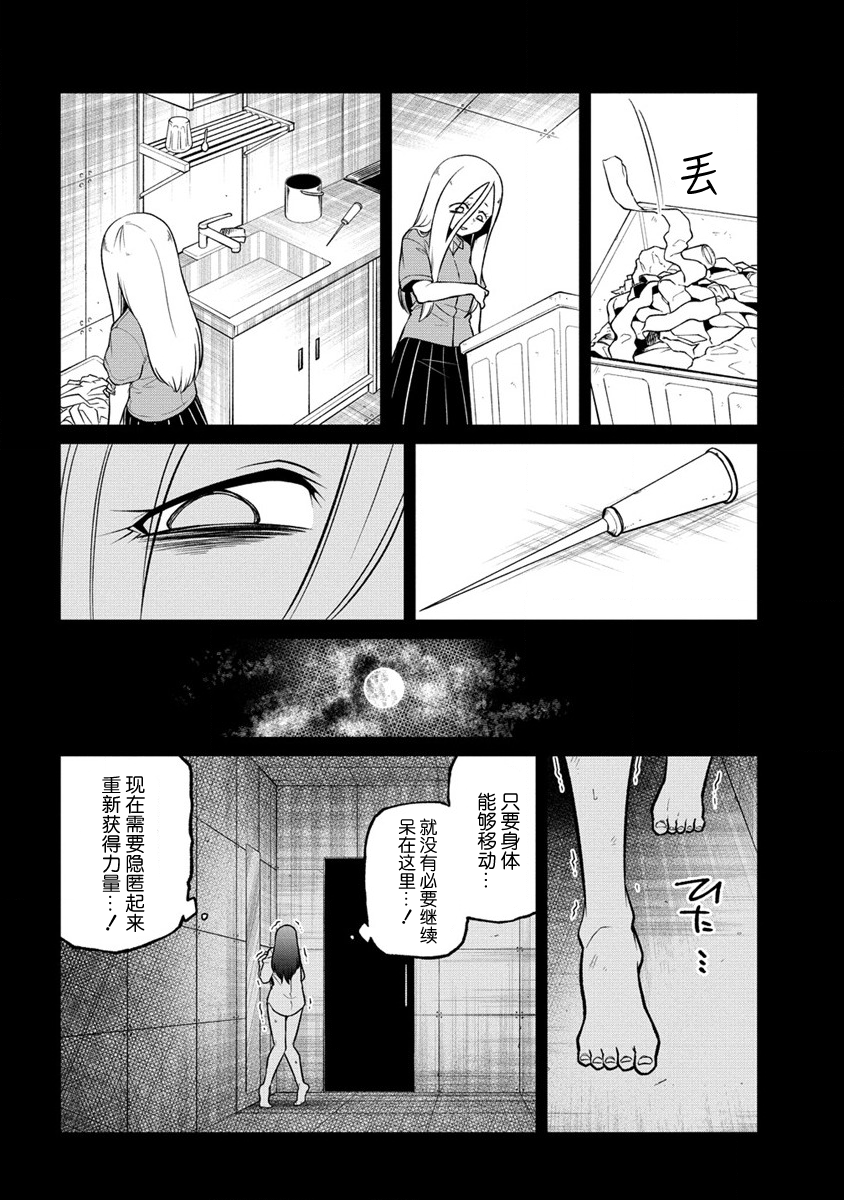 丢
只要身体
能够移动…
ひた…
就没有必要继续
呆在这里…！
现在需要隐匿起来
重新获得力量…！